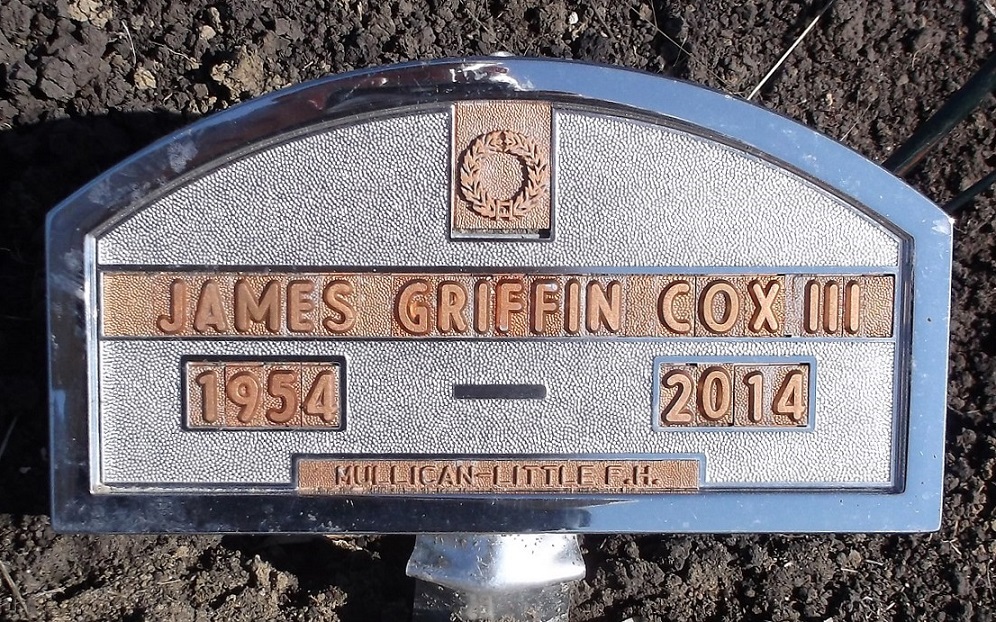 JAMES GRIFFIN COX III
1954 — 2014
MULLICAN-LITTLE F.H.